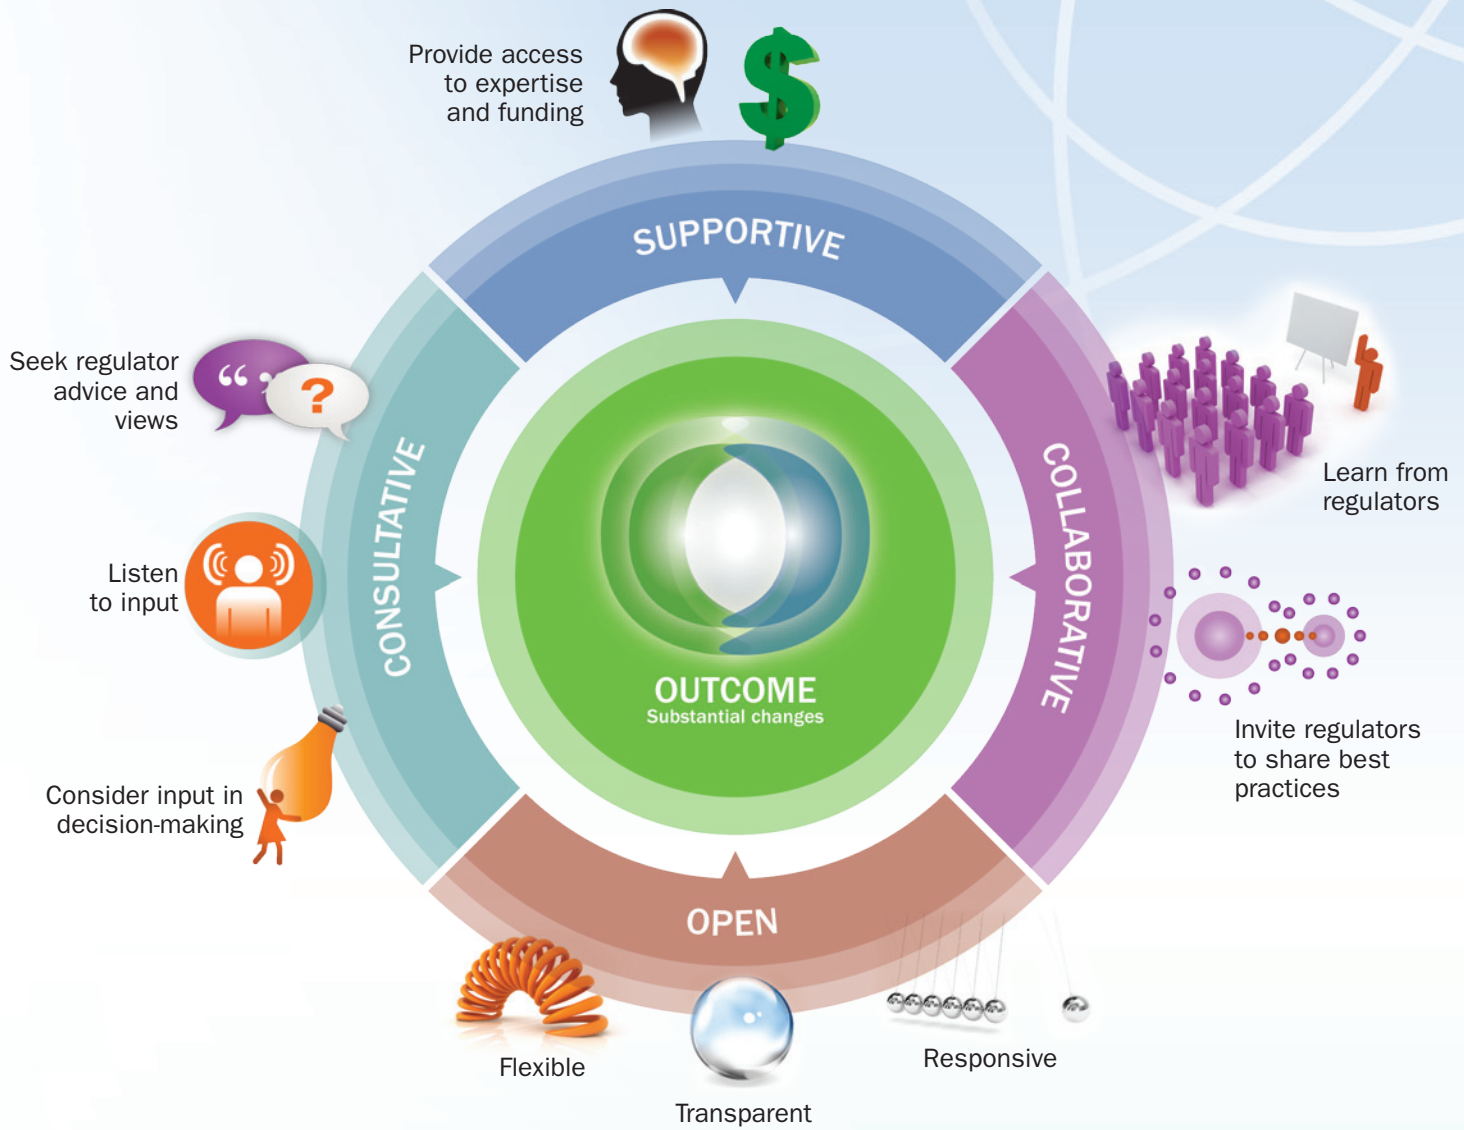 Provide access
to expertise
and funding
SUPPORTIVE
Seek regulator
advice and
views
“ ?
Listen
to input
Consider input in
decision-making
CONSULTATIVE
COLLABORATIVE
Learn from
regulators
Invite regulators
to share best
practices
OUTCOME
Substantial changes
OPEN
Flexible
Transparent
Responsive